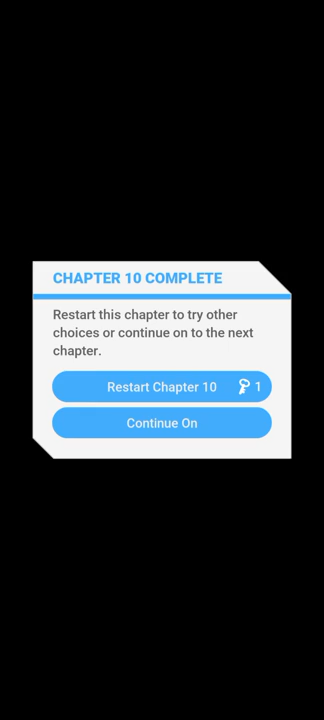 CHAPTER 10 COMPLETE
Restart this chapter to try other
choices or continue on to the next
chapter.
Restart Chapter 10 1
Continue On